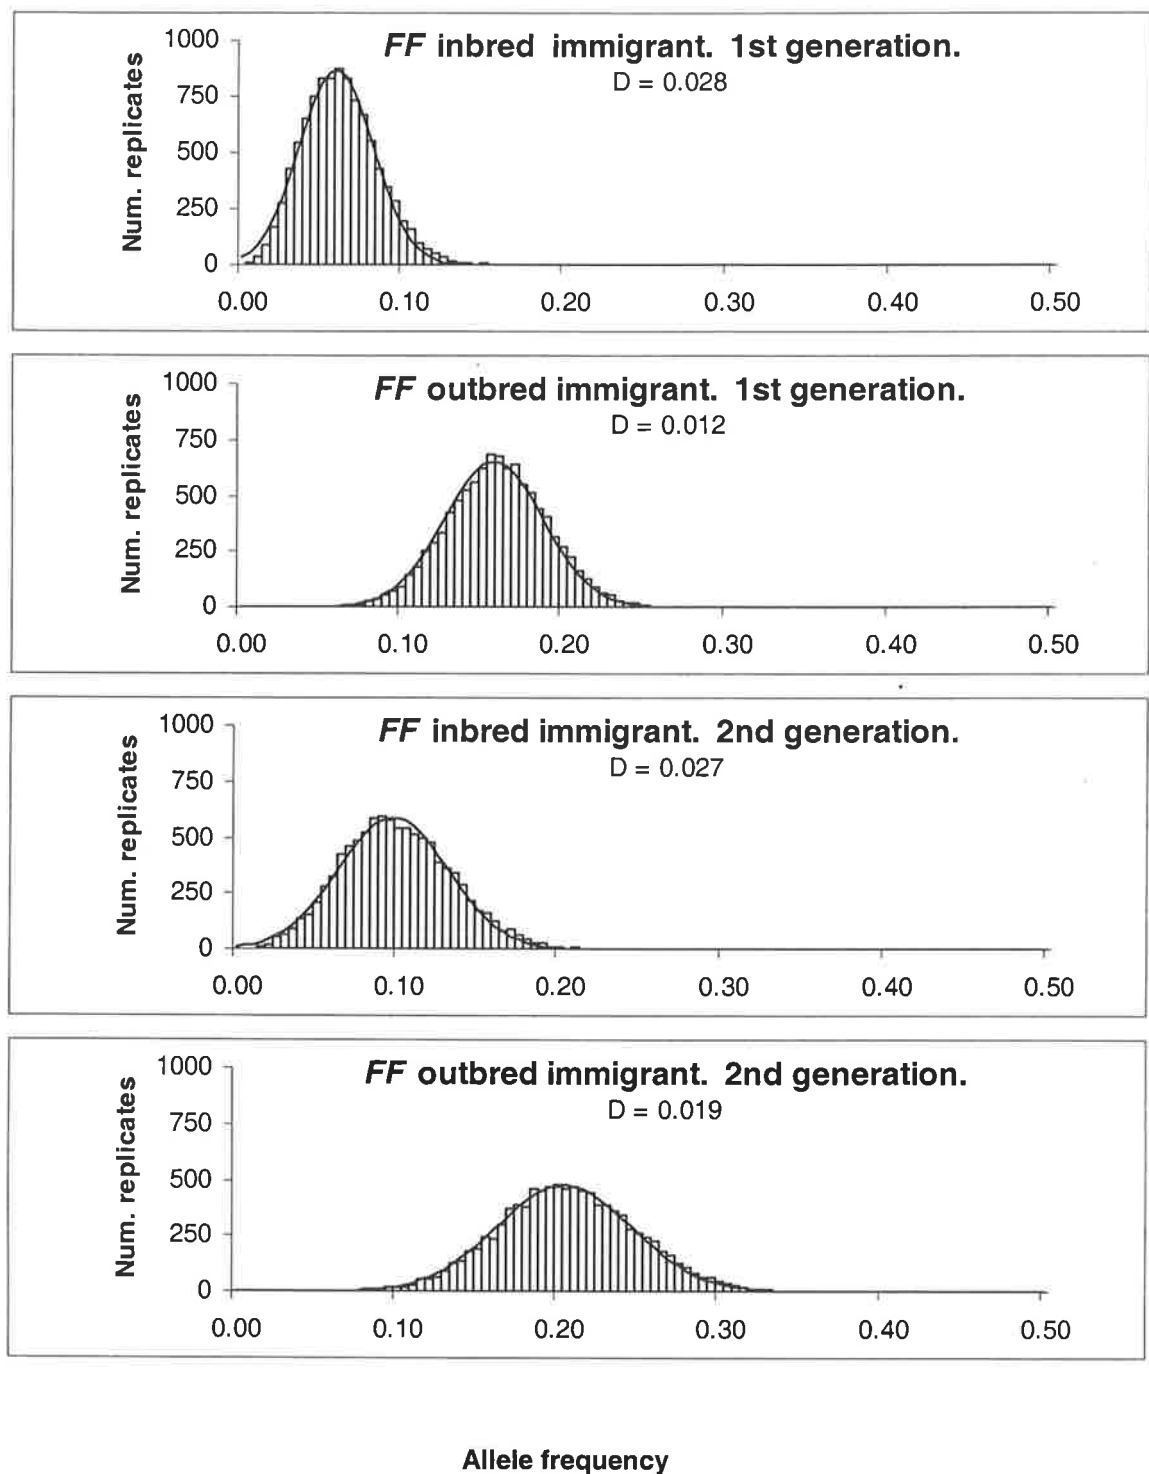 FF inbred immigrant. 1st generation.
D = 0.028
Num. replicates
1000
750
500
250
0
0.00 0.10 0.20 0.30 0.40 0.50
FF outbred immigrant. 1st generation.
D = 0.012
Num. replicates
1000
750
500
250
0
0.00 0.10 0.20 0.30 0.40 0.50
FF inbred immigrant. 2nd generation.
D = 0.027
Num. replicates
1000
750
500
250
0
0.00 0.10 0.20 0.30 0.40 0.50
FF outbred immigrant. 2nd generation.
D = 0.019
Num. replicates
1000
750
500
250
0
0.00 0.10 0.20 0.30 0.40 0.50
Allele frequency